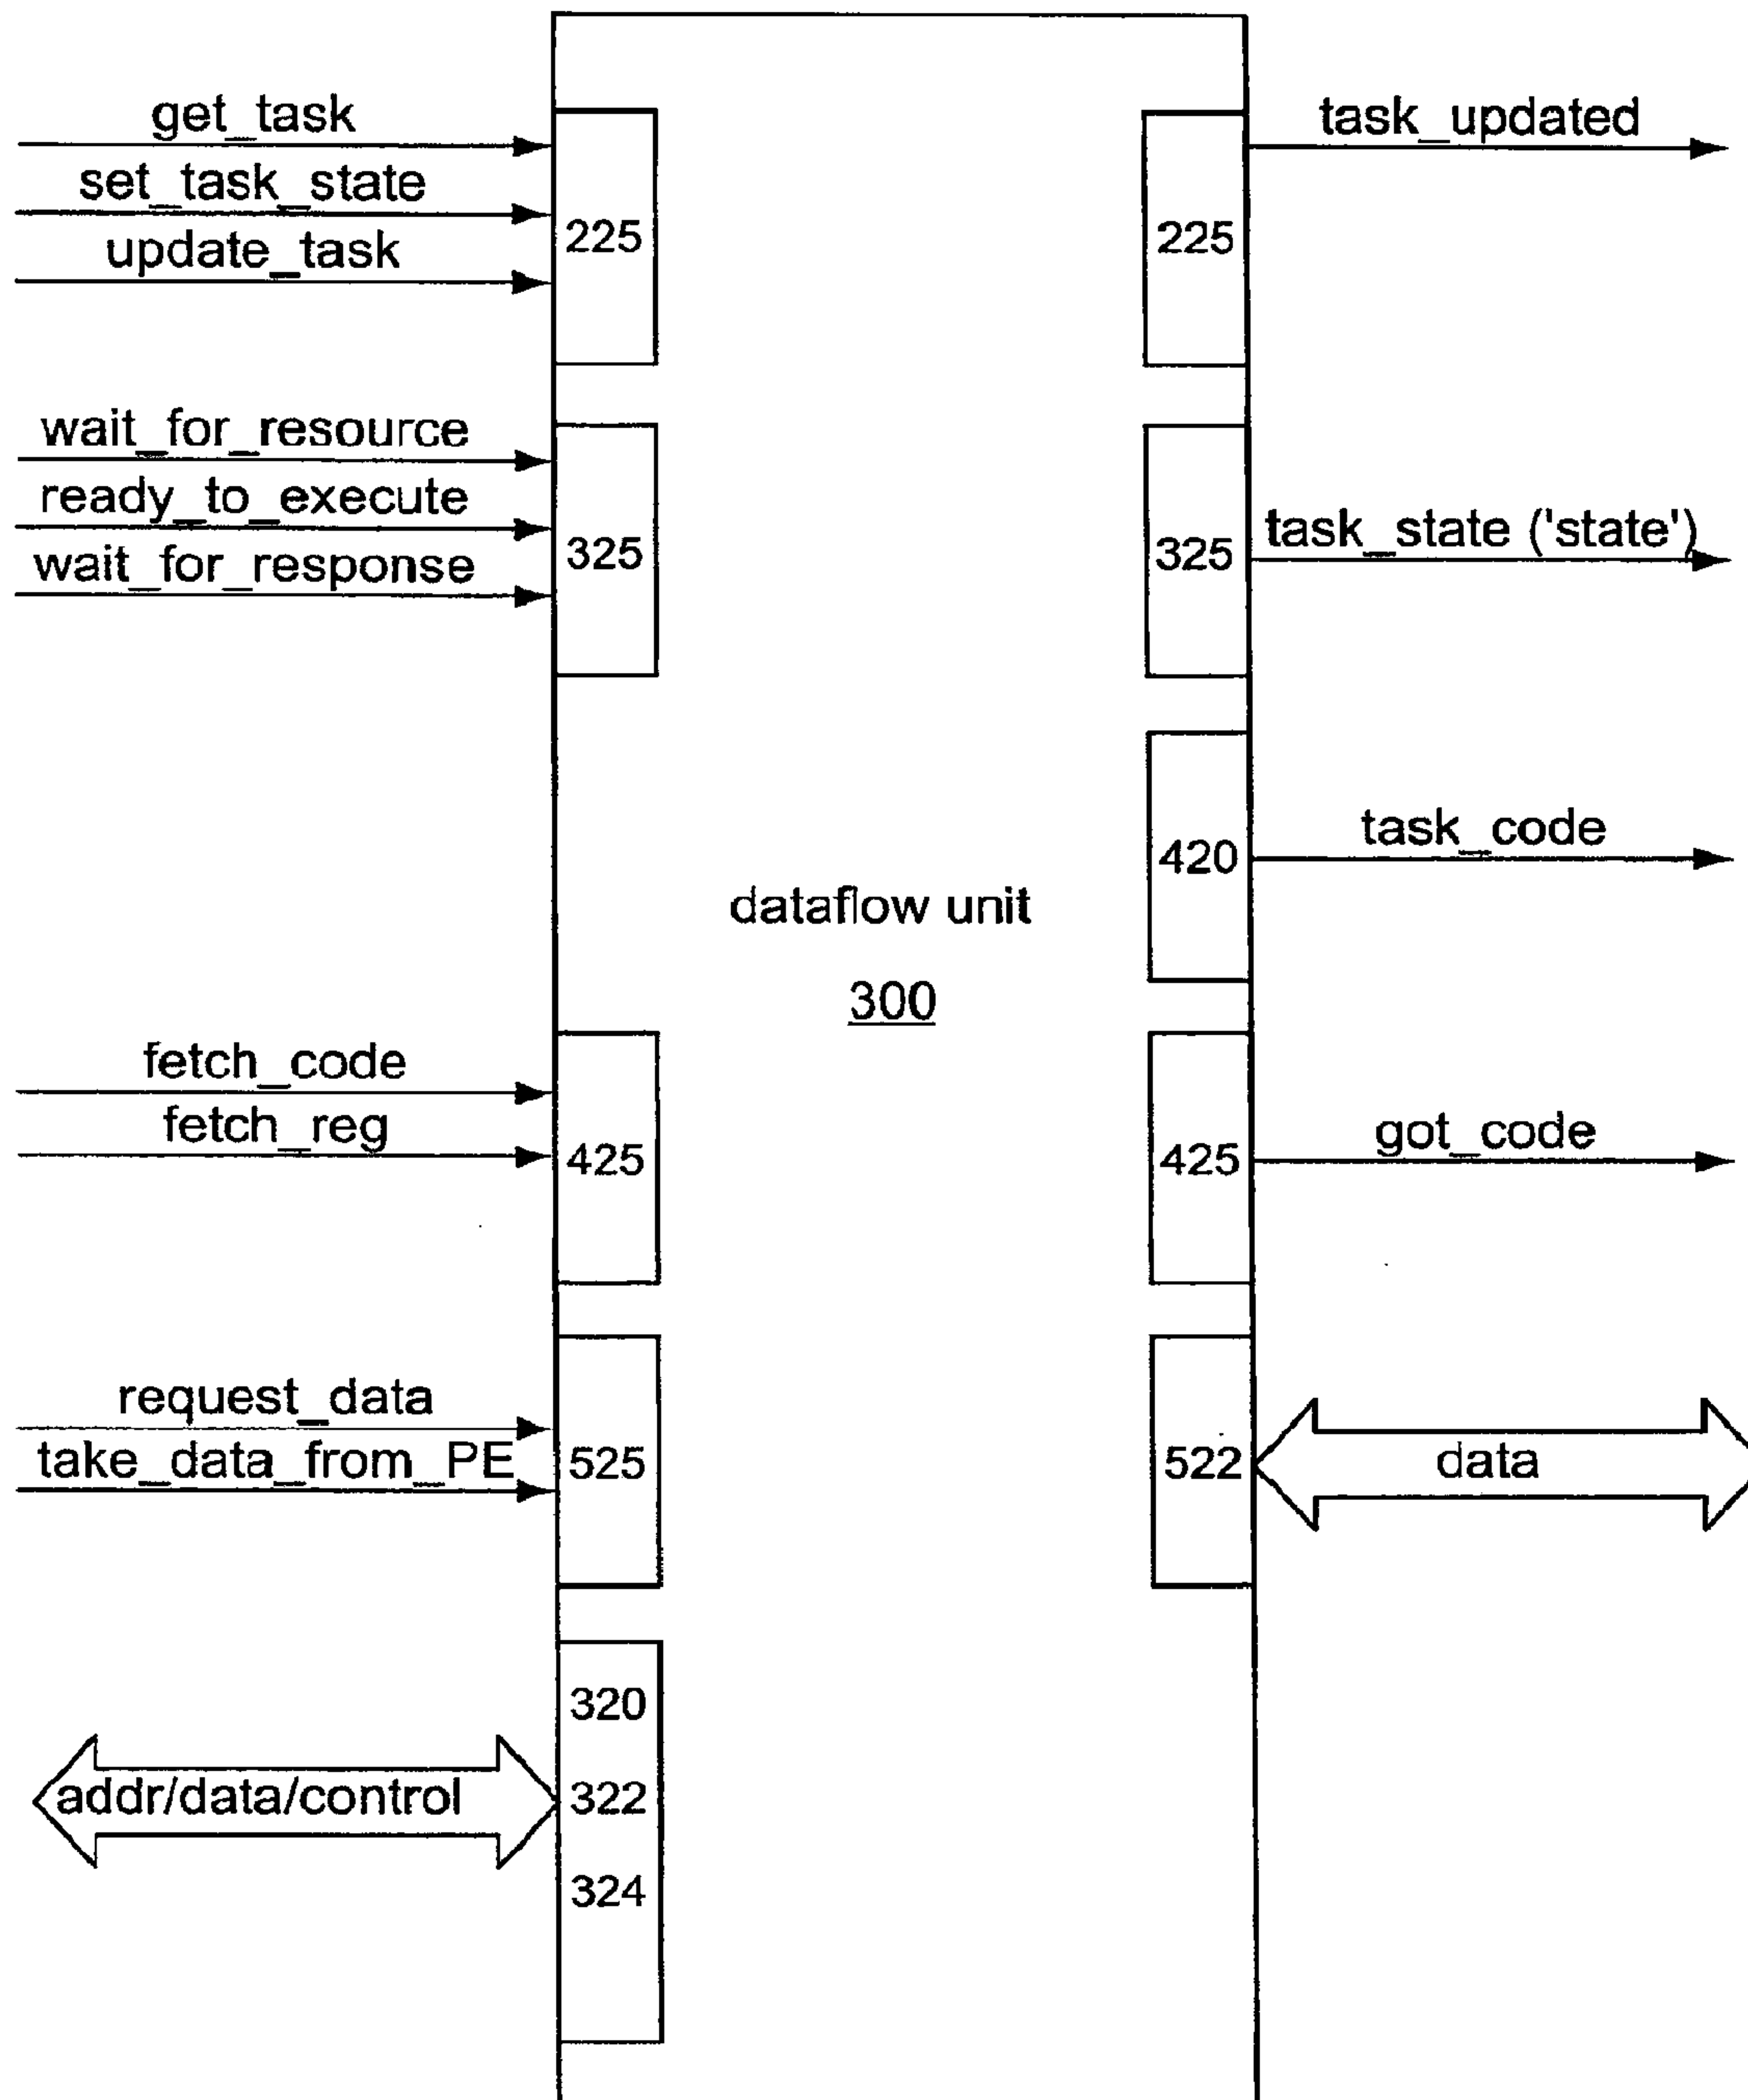 get_task
set_task_state
update_task
225
225
task_updated
wait_for_resource
ready_to_execute
wait_for_response
325
325
task_state ('state')
420
task_code
dataflow unit
300
fetch_code
fetch_reg
425
425
got_code
request_data
take_data_from_PE
525
522
data
320
addr/data/control
322
324